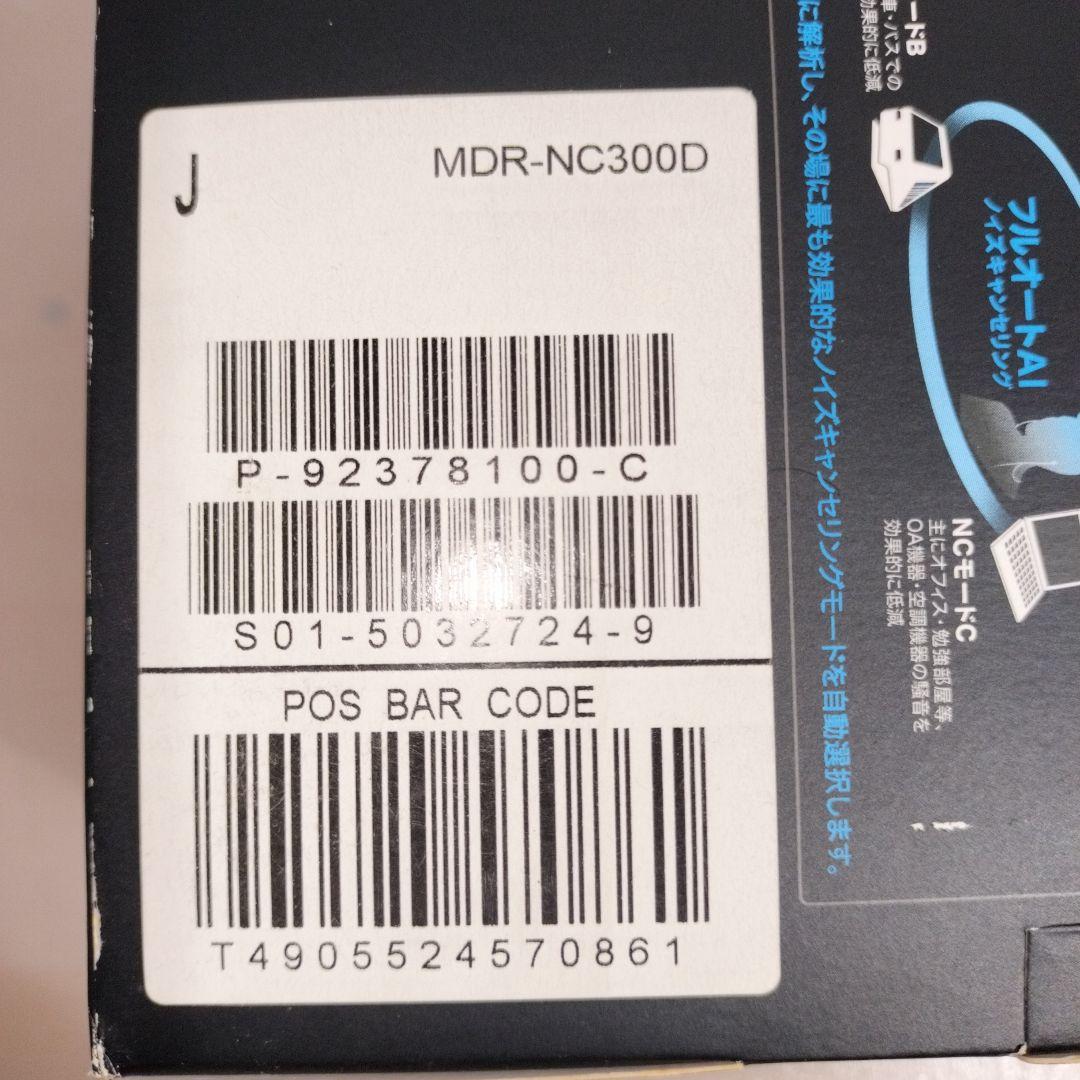 J
MDR-NC300D
P-92378100-C
S01-5032724-9
POS BAR CODE
T4905524570861
ードB
車・バスでの
効果的に低減
に解析し、その場に最も効果的なノイズキャンセリングモードを自動選択します。
フルオートAI
ノイズキャンセリング
NCモードC
主にオフィス・勉強部屋等、
OA機器・空調機器の騒音を
効果的に低減